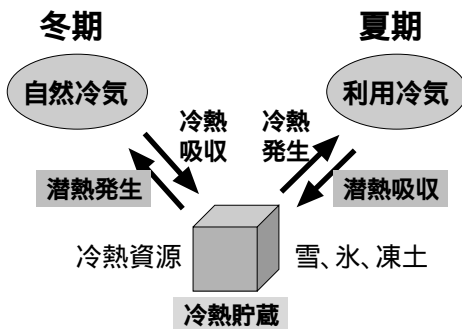 冬期
夏期
自然冷気
利用冷気
冷熱
吸収
冷熱
発生
潜熱発生
潜熱吸収
冷熱資源
雪、氷、凍土
冷熱貯蔵